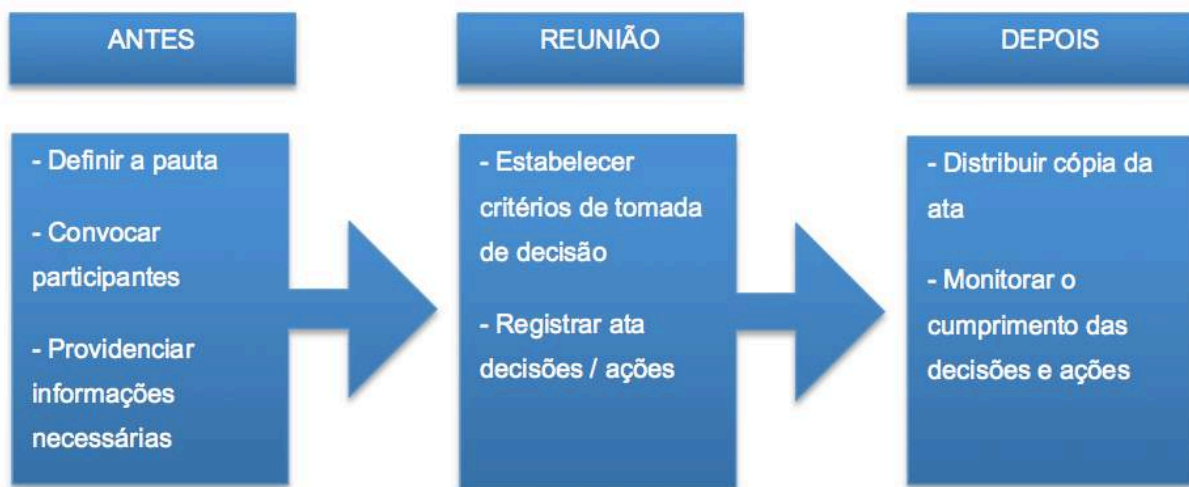 ANTES
- Definir a pauta
- Convocar
participantes
- Providenciar
informações
necessárias
REUNIÃO
- Estabelecer
critérios de tomada
de decisão
- Registrar ata
decisões / ações
DEPOIS
- Distribuir cópia da
ata
- Monitorar o
cumprimento das
decisões e ações